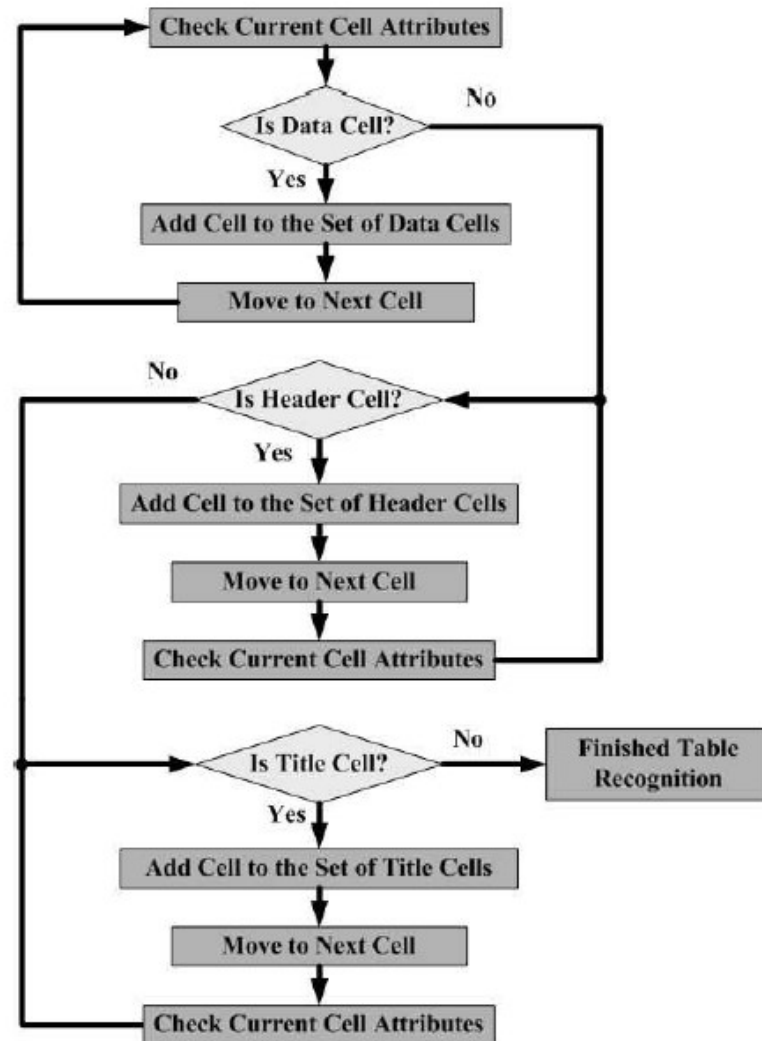 Check Current Cell Attributes
Nō
Is Data Cell?
Yes
Add Cell to the Set of Data Cells
Move to Next Cell
No
Is Header Cell?
Yes
Add Cell to the Set of Header Cells
Move to Next Cell
Check Current Cell Attributes
No
Is Title Cell?
Finished Table
Recognition
Yes
Add Cell to the Set of Title Cells
Move to Next Cell
Check Current Cell Attributes